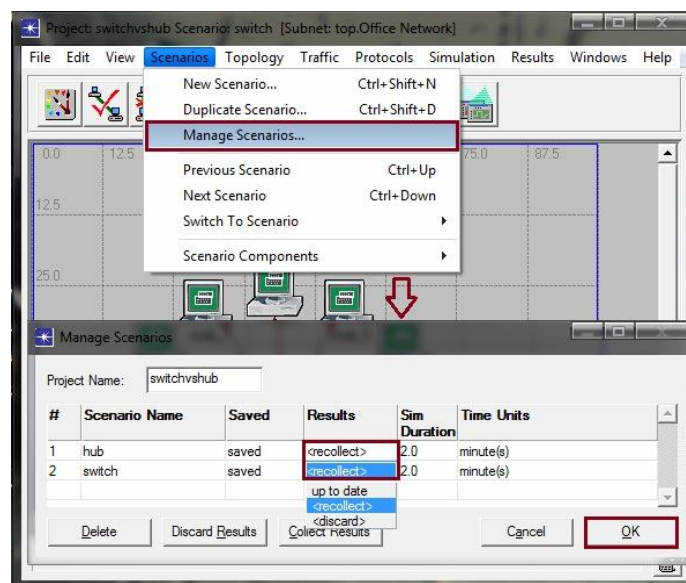 Project: switchvshub Scenario: switch [Subnet: top.Office Network]
File Edit View Scenarios Topology Traffic Protocols Simulation Results Windows Help
New Scenario... Ctrl+Shift+N
Duplicate Scenario... Ctrl+Shift+D
Manage Scenarios...
0.0 12.5 75.0 87.5
Previous Scenario Ctrl+Up
12.5
Next Scenario Ctrl+Down
Switch To Scenario
Scenario Components
25.0
Manage Scenarios
Project Name: switchvshub
# Scenario Name Saved Results Sim Duration Time Units
1 hub saved <recollect> 2.0 minute(s)
2 switch saved <recollect> 2.0 minute(s)
up to date
<recollect>
<discard>
Delete Discard Results Collect Results Cancel OK